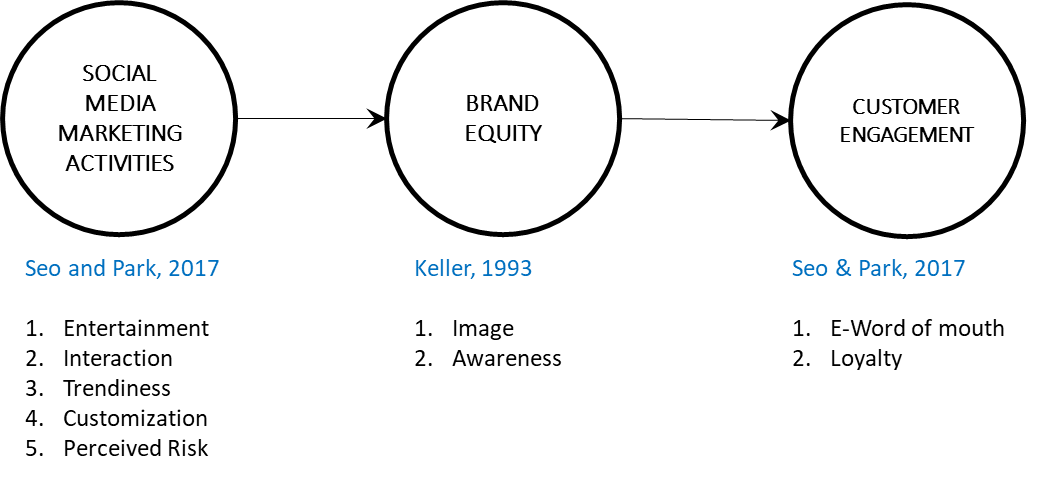 SOCIAL
MEDIA
MARKETING
ACTIVITIES
BRAND
EQUITY
CUSTOMER
ENGAGEMENT
Seo and Park, 2017
1. Entertainment
2. Interaction
3. Trendiness
4. Customization
5. Perceived Risk
Keller, 1993
1. Image
2. Awareness
Seo & Park, 2017
1. E-Word of mouth
2. Loyalty